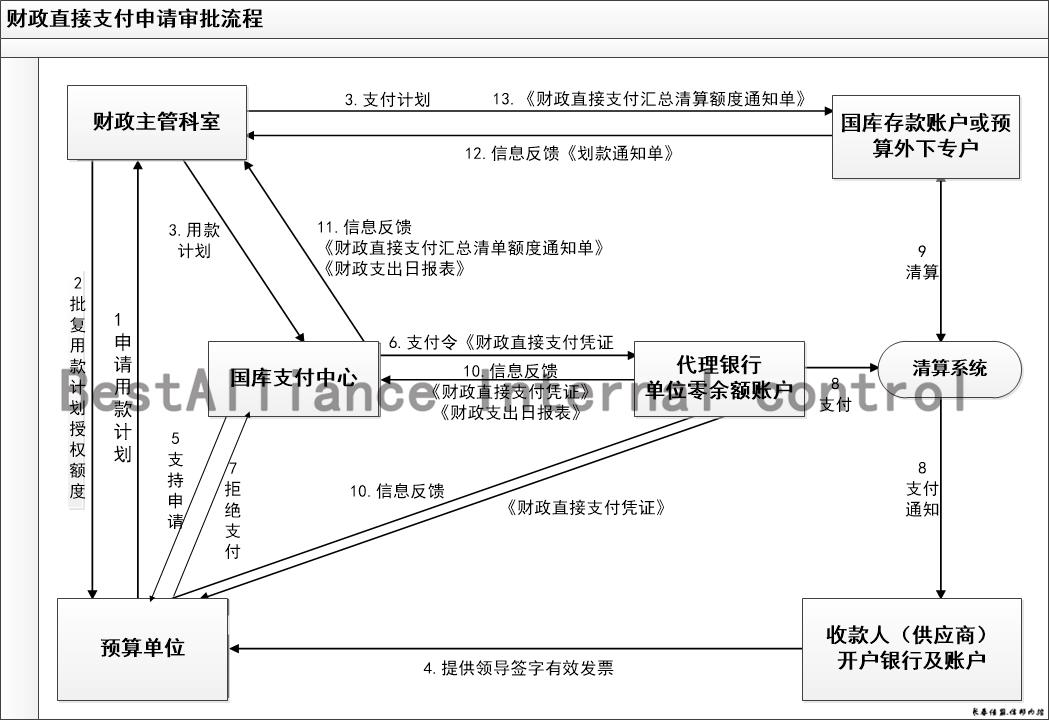 财政直接支付申请审批流程
财政主管科室
3. 支付计划
13. 《财政直接支付汇总清算额度通知单》
12. 信息反馈《划款通知单》
国库存款账户或预
算外下专户
3. 用款
计划
11. 信息反馈
《财政直接支付汇总清单额度通知单》
《财政支出日报表》
9
清算
2
批复用款计划授权额度
1
申请用款计划
国库支付中心
6. 支付令《财政直接支付凭证
10. 信息反馈
《财政直接支付凭证》
《财政支出日报表》
代理银行
单位零余额账户
8
支付
清算系统
BestAlliance Internal control
5
支持申请
7
拒绝支付
10. 信息反馈
《财政直接支付凭证》
8
支付
通知
预算单位
4. 提供领导签字有效发票
收款人（供应商）
开户银行及账户